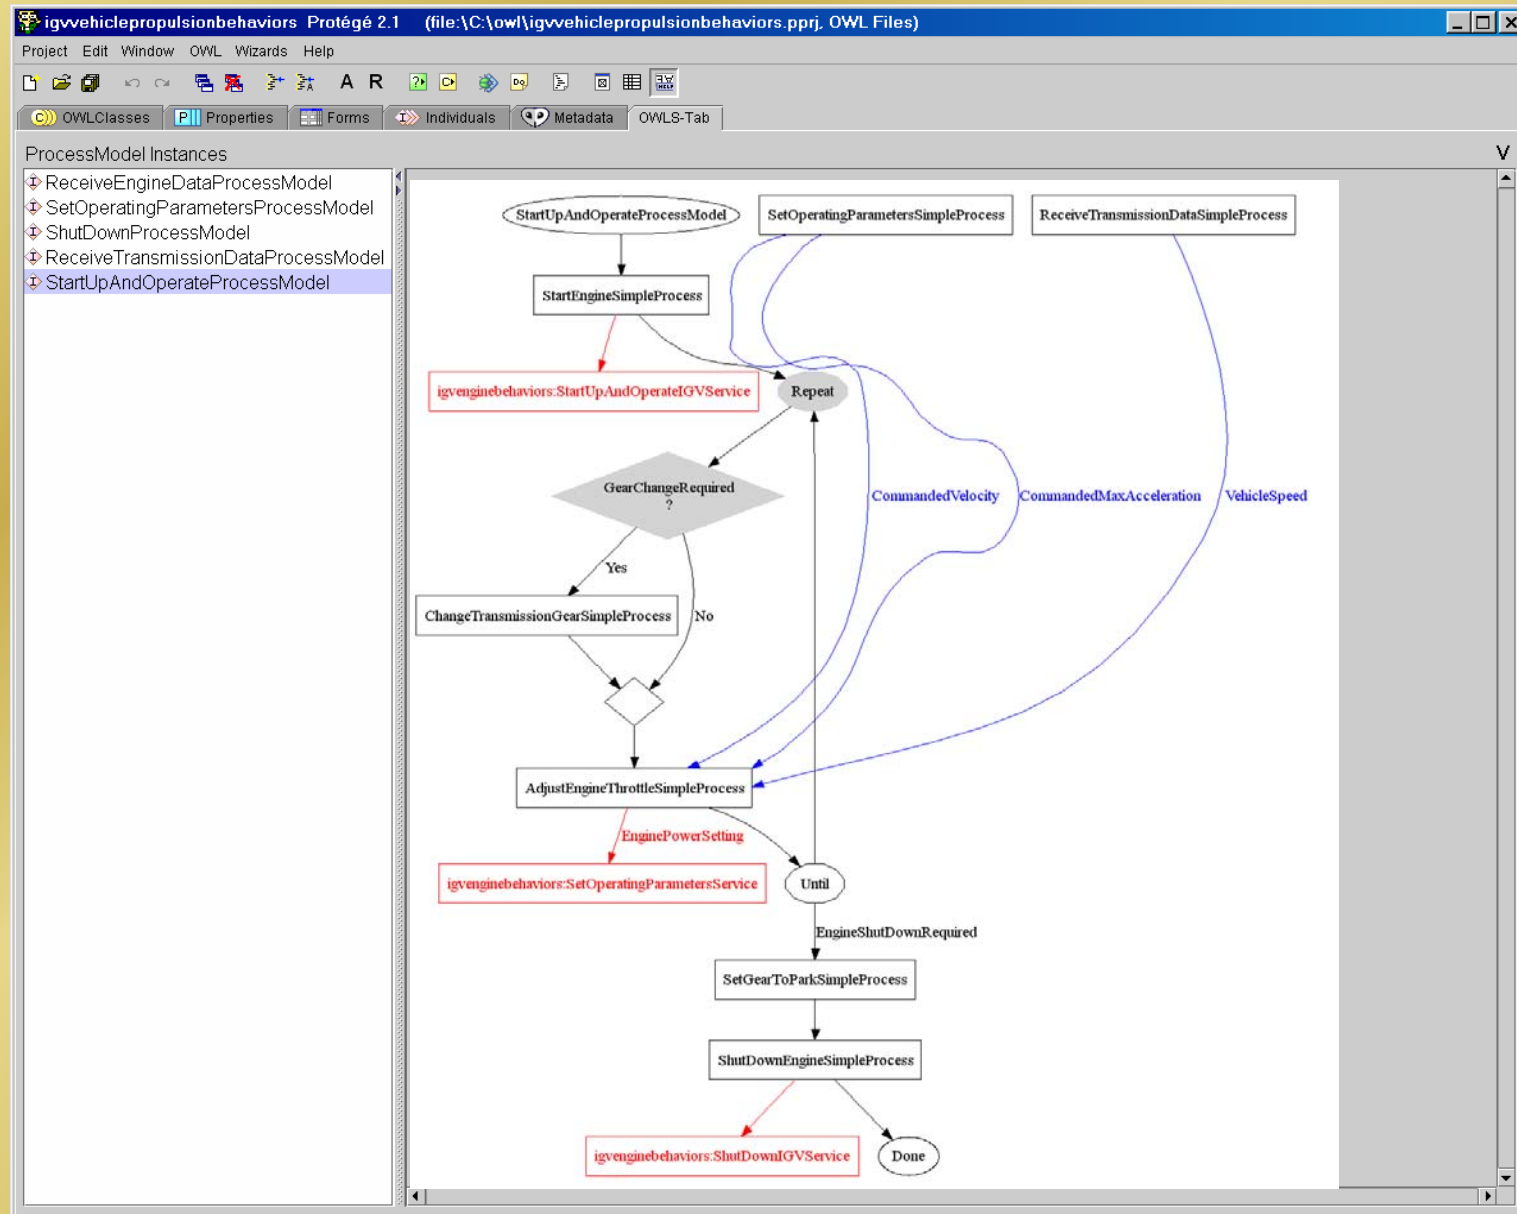 igvvehiclepropulsionbehaviors Protégé 2.1 (file:\C:\owl\igvvehiclepropulsionbehaviors.pprj, OWL Files)
Project Edit Window OWL Wizards Help
A R
OWLClasses Properties Forms Individuals Metadata OWLS-Tab
ProcessModel Instances V
ReceiveEngineDataProcessModel
SetOperatingParametersProcessModel
ShutDownProcessModel
ReceiveTransmissionDataProcessModel
StartUpAndOperateProcessModel
StartUpAndOperateProcessModel SetOperatingParametersSimpleProcess ReceiveTransmissionDataSimpleProcess
StartEngineSimpleProcess
igvenginebehaviors:StartUpAndOperateIGVService Repeat
GearChangeRequired
?
CommandedVelocity CommandedMaxAcceleration VehicleSpeed
Yes
ChangeTransmissionGearSimpleProcess No
AdjustEngineThrottleSimpleProcess
EnginePowerSetting
igvenginebehaviors:SetOperatingParametersService Until
EngineShutDownRequired
SetGearToParkSimpleProcess
ShutDownEngineSimpleProcess
igvenginebehaviors:ShutDownIGVService Done